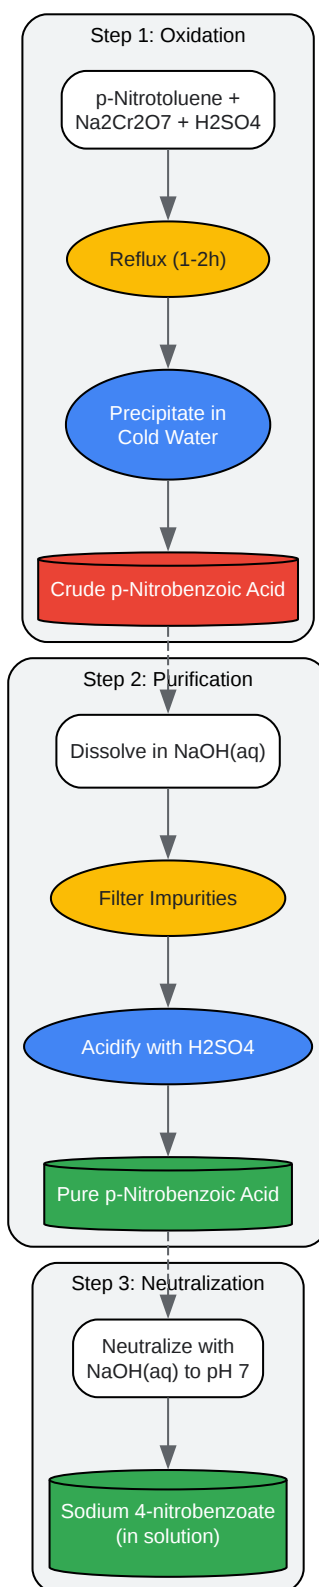 Step 1: Oxidation
p-Nitrotoluene +
Na2Cr2O7 + H2SO4
Reflux (1-2h)
Precipitate in
Cold Water
Crude p-Nitrobenzoic Acid
Step 2: Purification
Dissolve in NaOH(aq)
Filter Impurities
Acidify with H2SO4
Pure p-Nitrobenzoic Acid
Step 3: Neutralization
Neutralize with
NaOH(aq) to pH 7
Sodium 4-nitrobenzoate
(in solution)